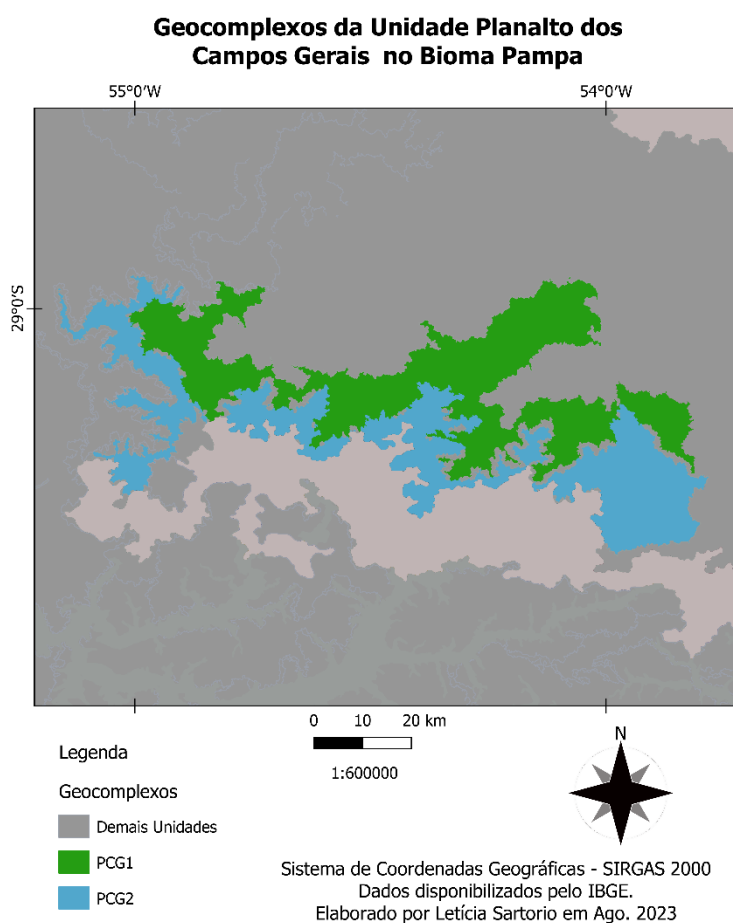 Geocomplexos da Unidade Planalto dos
Campos Gerais no Bioma Pampa
55°0'W
54°0'W
29°0'S
0 10 20 km
1:600000
N
Legenda
Geocomplexos
Demais Unidades
PCG1
PCG2
Sistema de Coordenadas Geográficas - SIRGAS 2000
Dados disponibilizados pelo IBGE.
Elaborado por Letícia Sartorio em Ago. 2023